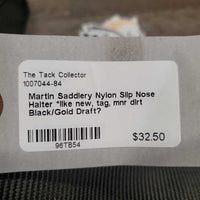 The Tack Collector
1007044-84
Martin Saddlery Nylon Slip Nose
Halter *like new, tag, mnr dirt
Black/Gold Draft?
96TB54
$32.50